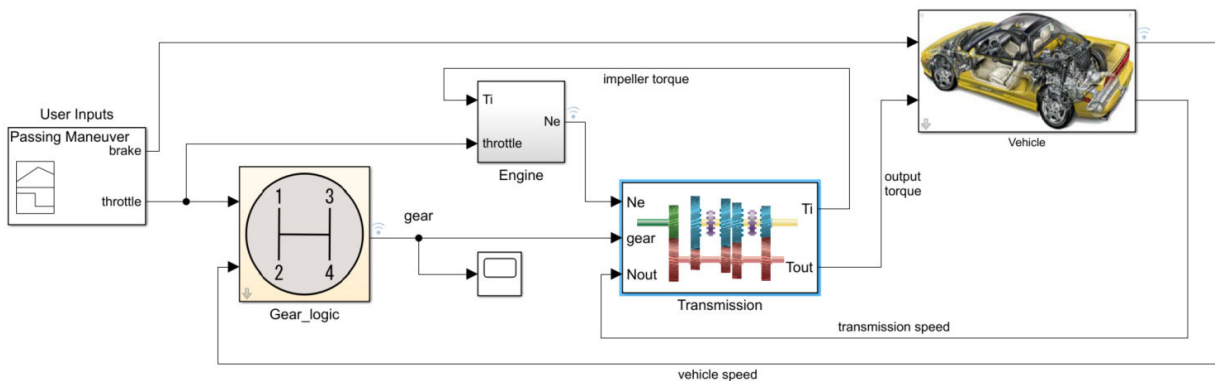 User Inputs
Passing Maneuver
brake
throttle
1
3
2
4
Gear_logic
gear
Ti
throttle
Ne
Engine
impeller torque
Ne
gear
Nout
Ti
Tout
Transmission
output
torque
Vehicle
transmission speed
vehicle speed